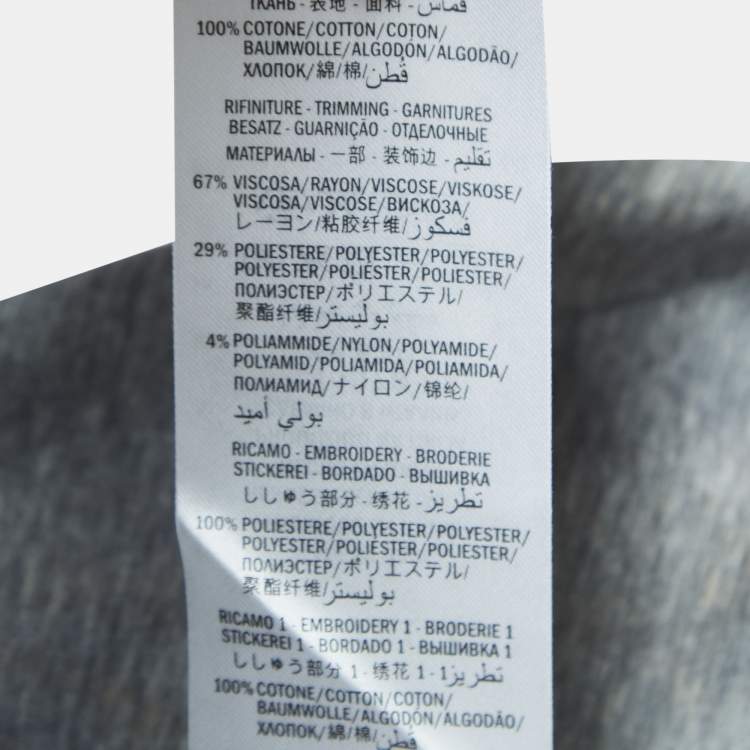 ТКАНЬ - 表地 - 面料 - قماش
100% COTONE/COTTON/COTON/
BAUMWOLLE/ALGODÓN/ALGODÃO/
ХЛОПОК/綿/棉/قُطن
RIFINITURE - TRIMMING - GARNITURES
BESATZ - GUARNIÇÃO - ОТДЕЛОЧНЫЕ
МАТЕРИАЛЫ - 一部 - 装饰边 - تقليم
67% VISCOSA/RAYON/VISCOSE/VISKOSE/
VISCOSA/VISCOSE/ВИСКОЗА/
レーヨン/粘胶纤维/فسكوز
29% POLIESTERE/POLYESTER/POLYESTER/
POLYESTER/POLIÉSTER/POLIESTER/
ПОЛИЭСТЕР/ポリエステル/
聚酯纤维/بوليستر
4% POLIAMMIDE/NYLON/POLYAMIDE/
POLYAMID/POLIAMIDA/POLIAMIDA/
ПОЛИАМИД/ナイロン/锦纶/
بولي أميد
RICAMO - EMBROIDERY - BRODERIE
STICKEREI - BORDADO - ВЫШИВКА
ししゅう部分 - 绣花 - تطريز
100% POLIESTERE/POLYESTER/POLYESTER/
POLYESTER/POLIÉSTER/POLIESTER/
ПОЛИЭСТЕР/ポリエステル/
聚酯纤维/بوليستر
RICAMO 1 - EMBROIDERY 1 - BRODERIE 1
STICKEREI 1 - BORDADO 1 - ВЫШИВКА 1
ししゅう部分 1 - 绣花 1 - تطريز1
100% COTONE/COTTON/COTON/
BAUMWOLLE/ALGODÓN/ALGODÃO/
ХЛОПОК/綿/棉/قُطن